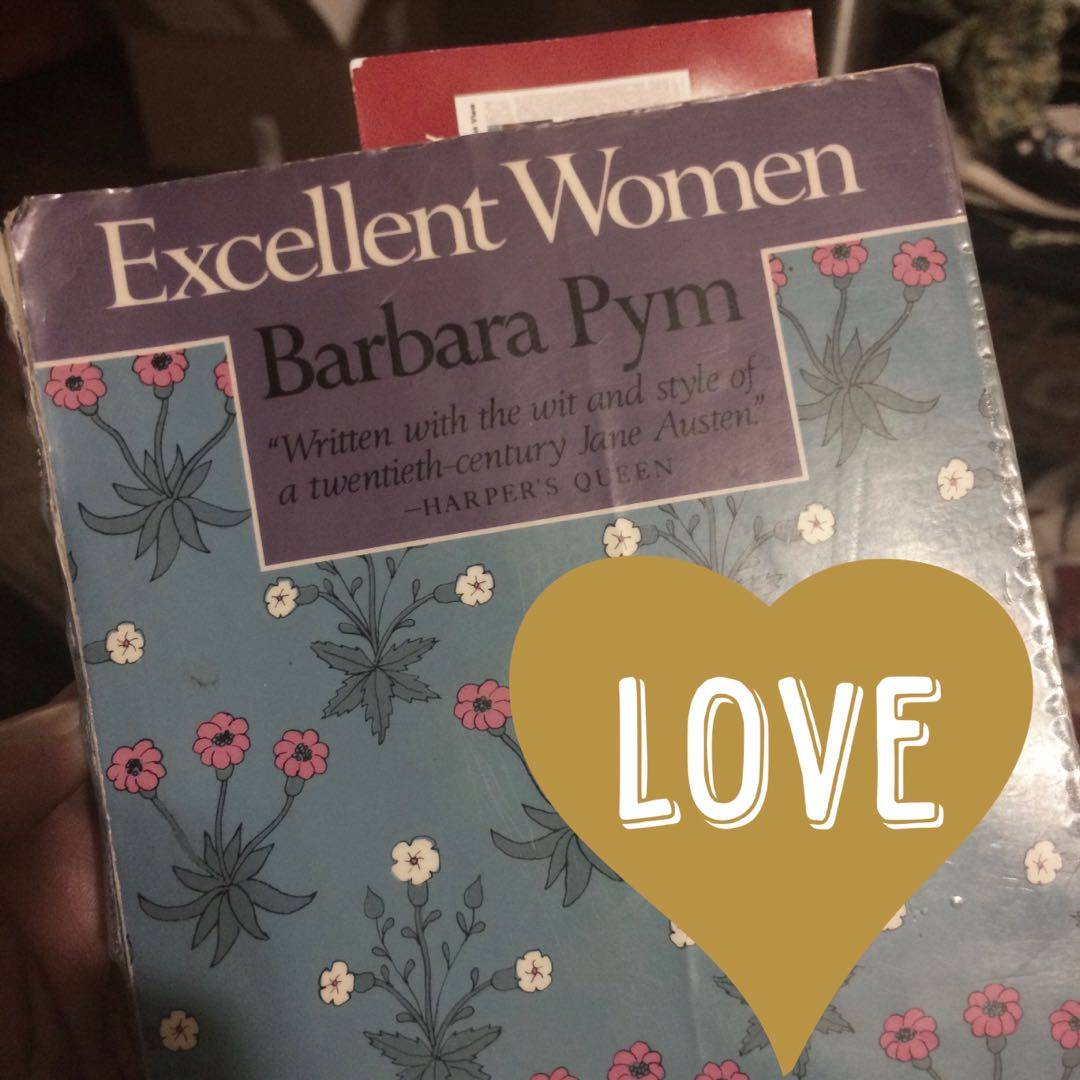 Excellent Women
Barbara Pym
“Written with the wit and style of
a twentieth-century Jane Austen.”
—HARPER'S QUEEN
LOVE